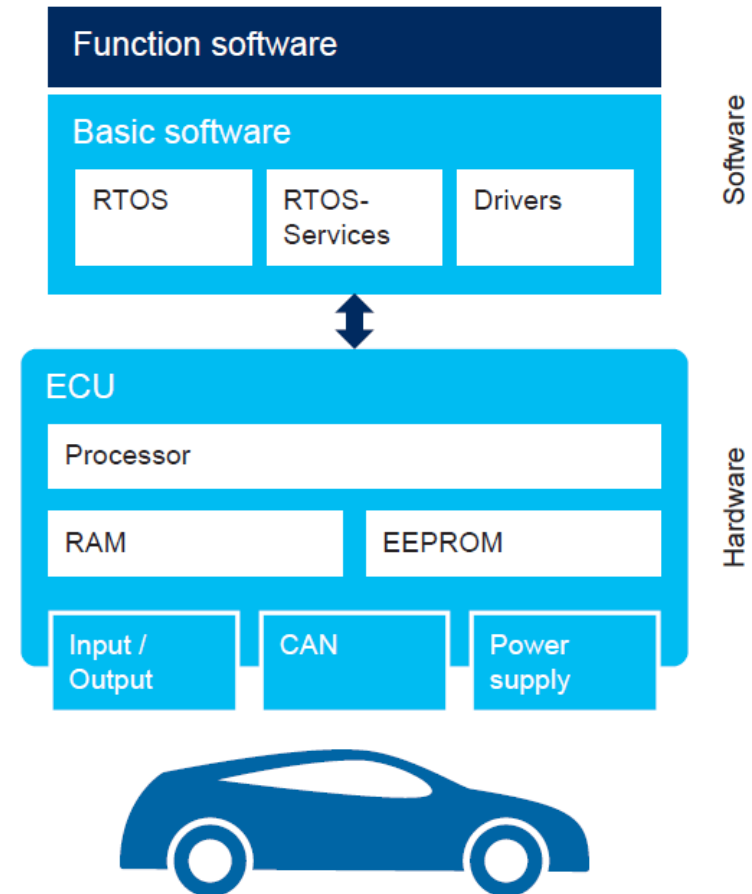 Function software
Software
Basic software
RTOS
RTOS-
Services
Drivers
ECU
Hardware
Processor
RAM
EEPROM
Input /
Output
CAN
Power
supply